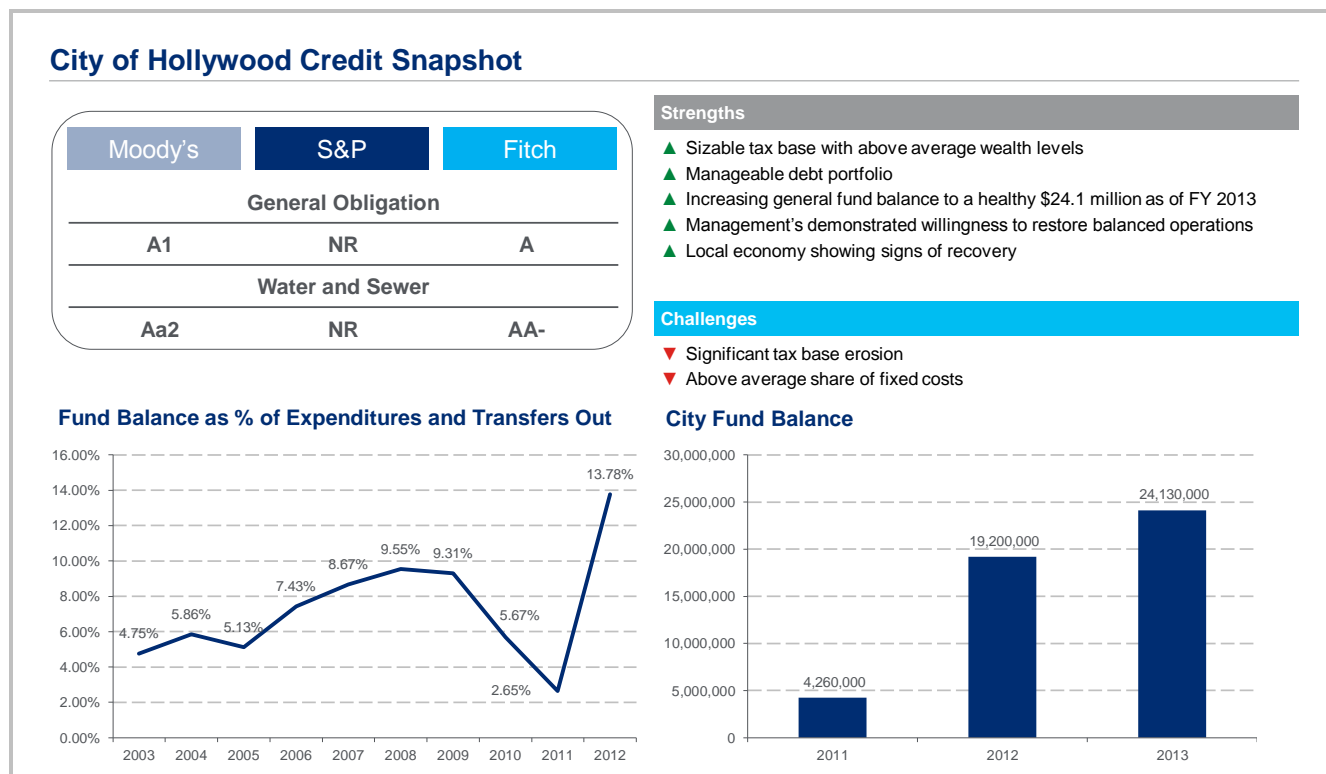 City of Hollywood Credit Snapshot
Moody's S&P Fitch
General Obligation
A1 NR A
Water and Sewer
Aa2 NR AA-
Strengths
▲ Sizable tax base with above average wealth levels
▲ Manageable debt portfolio
▲ Increasing general fund balance to a healthy $24.1 million as of FY 2013
▲ Management's demonstrated willingness to restore balanced operations
▲ Local economy showing signs of recovery
Challenges
▼ Significant tax base erosion
▼ Above average share of fixed costs
Fund Balance as % of Expenditures and Transfers Out
16.00%
14.00%
12.00%
10.00%
8.00%
6.00%
4.00%
2.00%
0.00%
4.75%
5.86%
5.13%
7.43%
8.67%
9.55%
9.31%
5.67%
2.65%
13.78%
2003 2004 2005 2006 2007 2008 2009 2010 2011 2012
City Fund Balance
30,000,000
25,000,000
20,000,000
15,000,000
10,000,000
5,000,000
0
4,260,000
19,200,000
24,130,000
2011 2012 2013